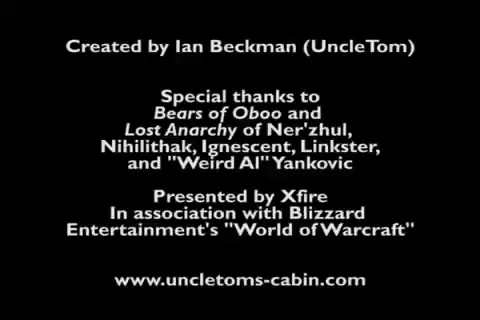 Created by Ian Beckman (UncleTom)
Special thanks to
Bears of Oboo and
Lost Anarchy of Ner'zhul,
Nihilithak, Ignescent, Linkster,
and "Weird Al" Yankovic
Presented by Xfire
In association with Blizzard
Entertainment's "World of Warcraft"
www.uncletoms-cabin.com